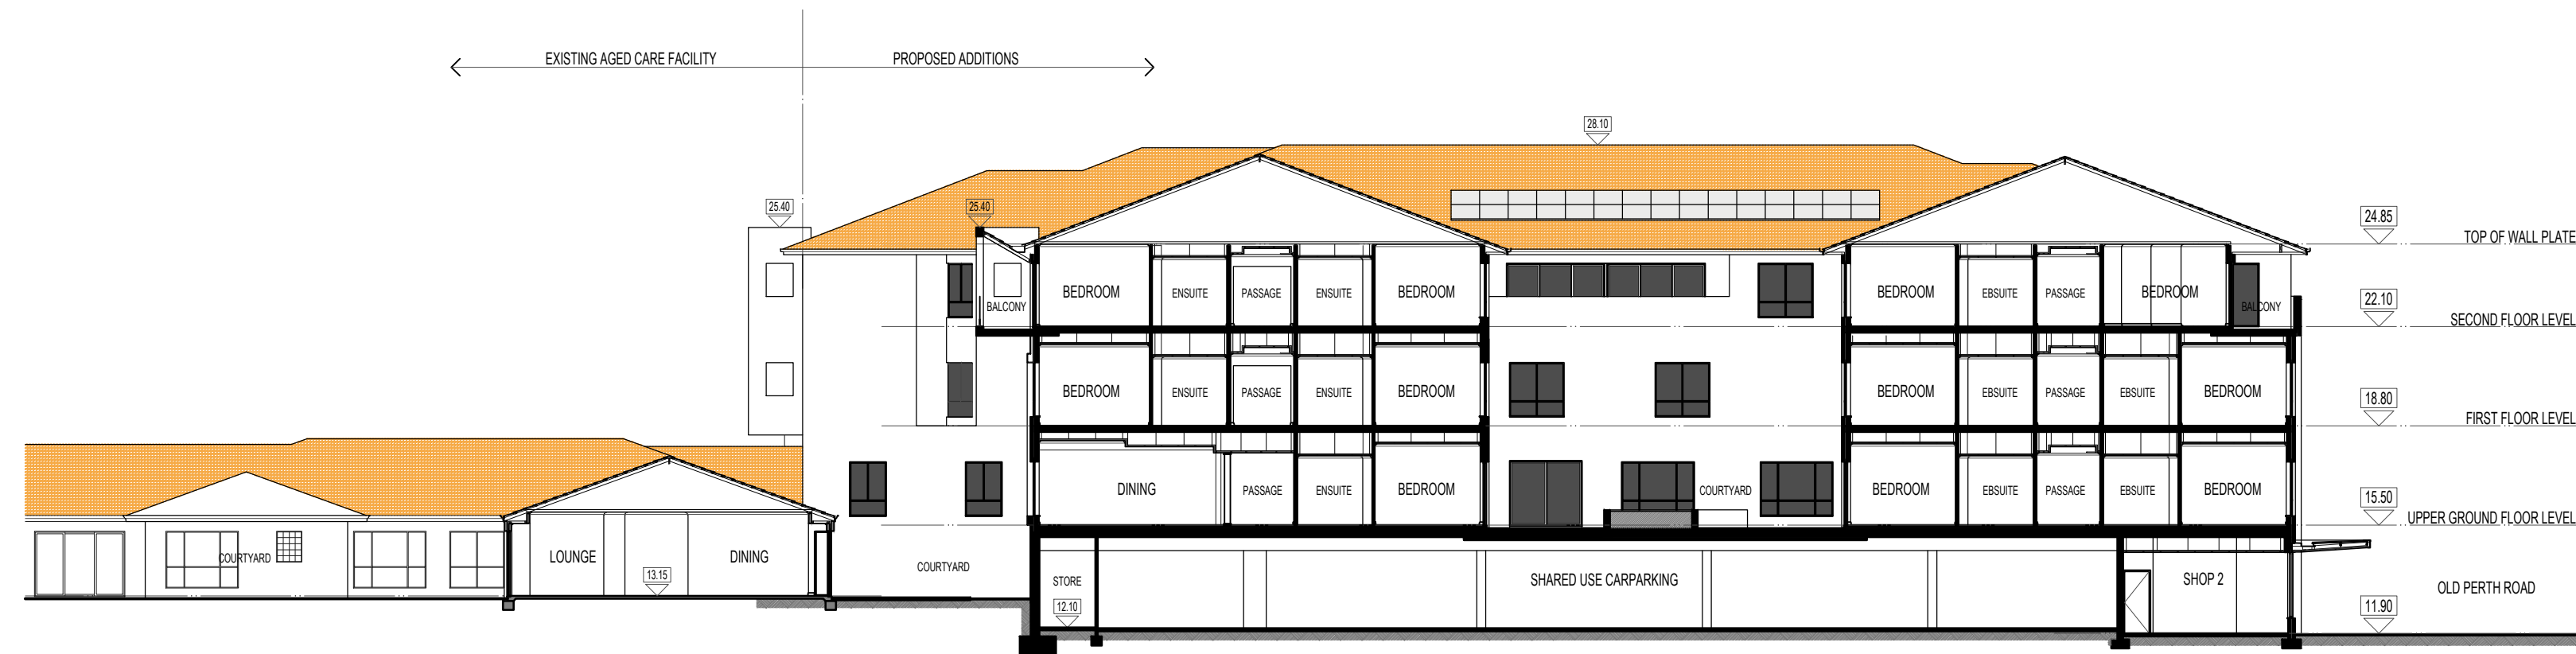 EXISTING AGED CARE FACILITY PROPOSED ADDITIONS
28.10
25.40 25.40
24.85
TOP OF WALL PLATE
BEDROOM ENSUITE PASSAGE ENSUITE BEDROOM BEDROOM EBSUITE PASSAGE BEDROOM
BALCONY BALCONY
22.10
SECOND FLOOR LEVEL
BEDROOM ENSUITE PASSAGE ENSUITE BEDROOM BEDROOM EBSUITE PASSAGE EBSUITE BEDROOM
18.80
FIRST FLOOR LEVEL
DINING PASSAGE ENSUITE BEDROOM COURTYARD BEDROOM EBSUITE PASSAGE EBSUITE BEDROOM
15.50
UPPER GROUND FLOOR LEVEL
COURTYARD LOUNGE DINING
13.15
COURTYARD
STORE SHARED USE CARPARKING SHOP 2
OLD PERTH ROAD
12.10
11.90